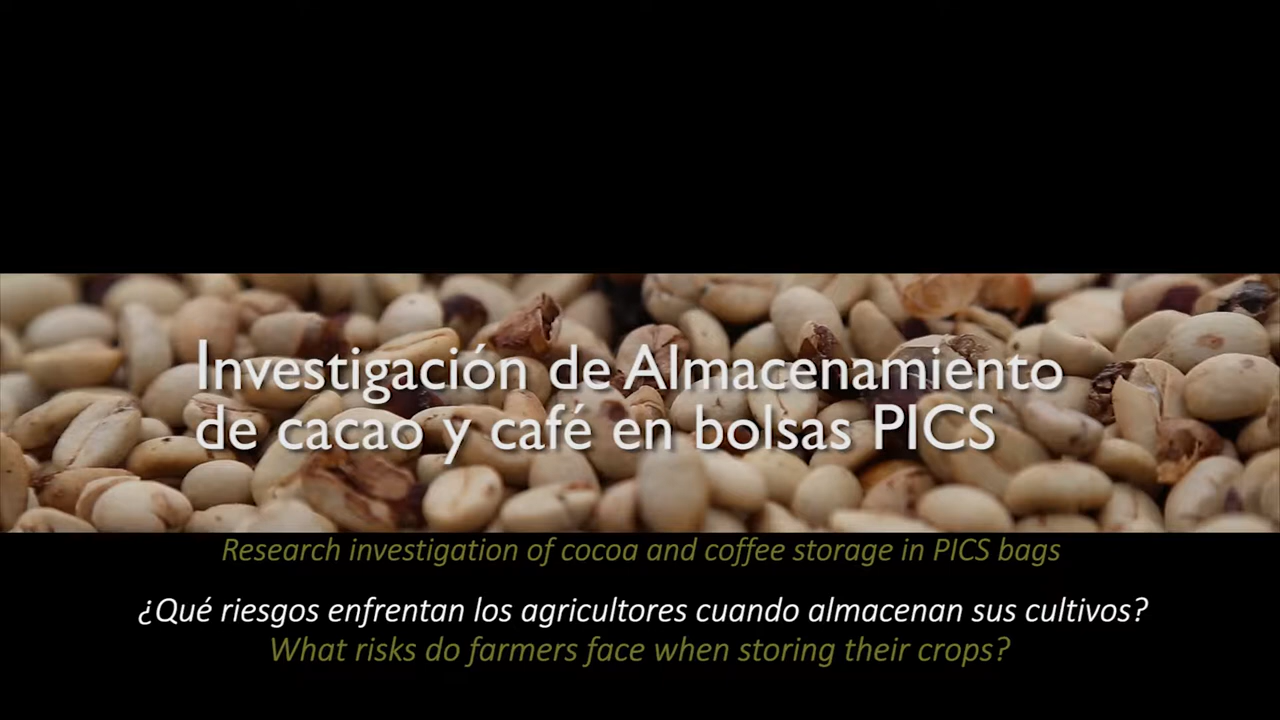 Investigación de Almacenamiento
de cacao y café en bolsas PICS
Research investigation of cocoa and coffee storage in PICS bags
¿Qué riesgos enfrentan los agricultores cuando almacenan sus cultivos?
What risks do farmers face when storing their crops?